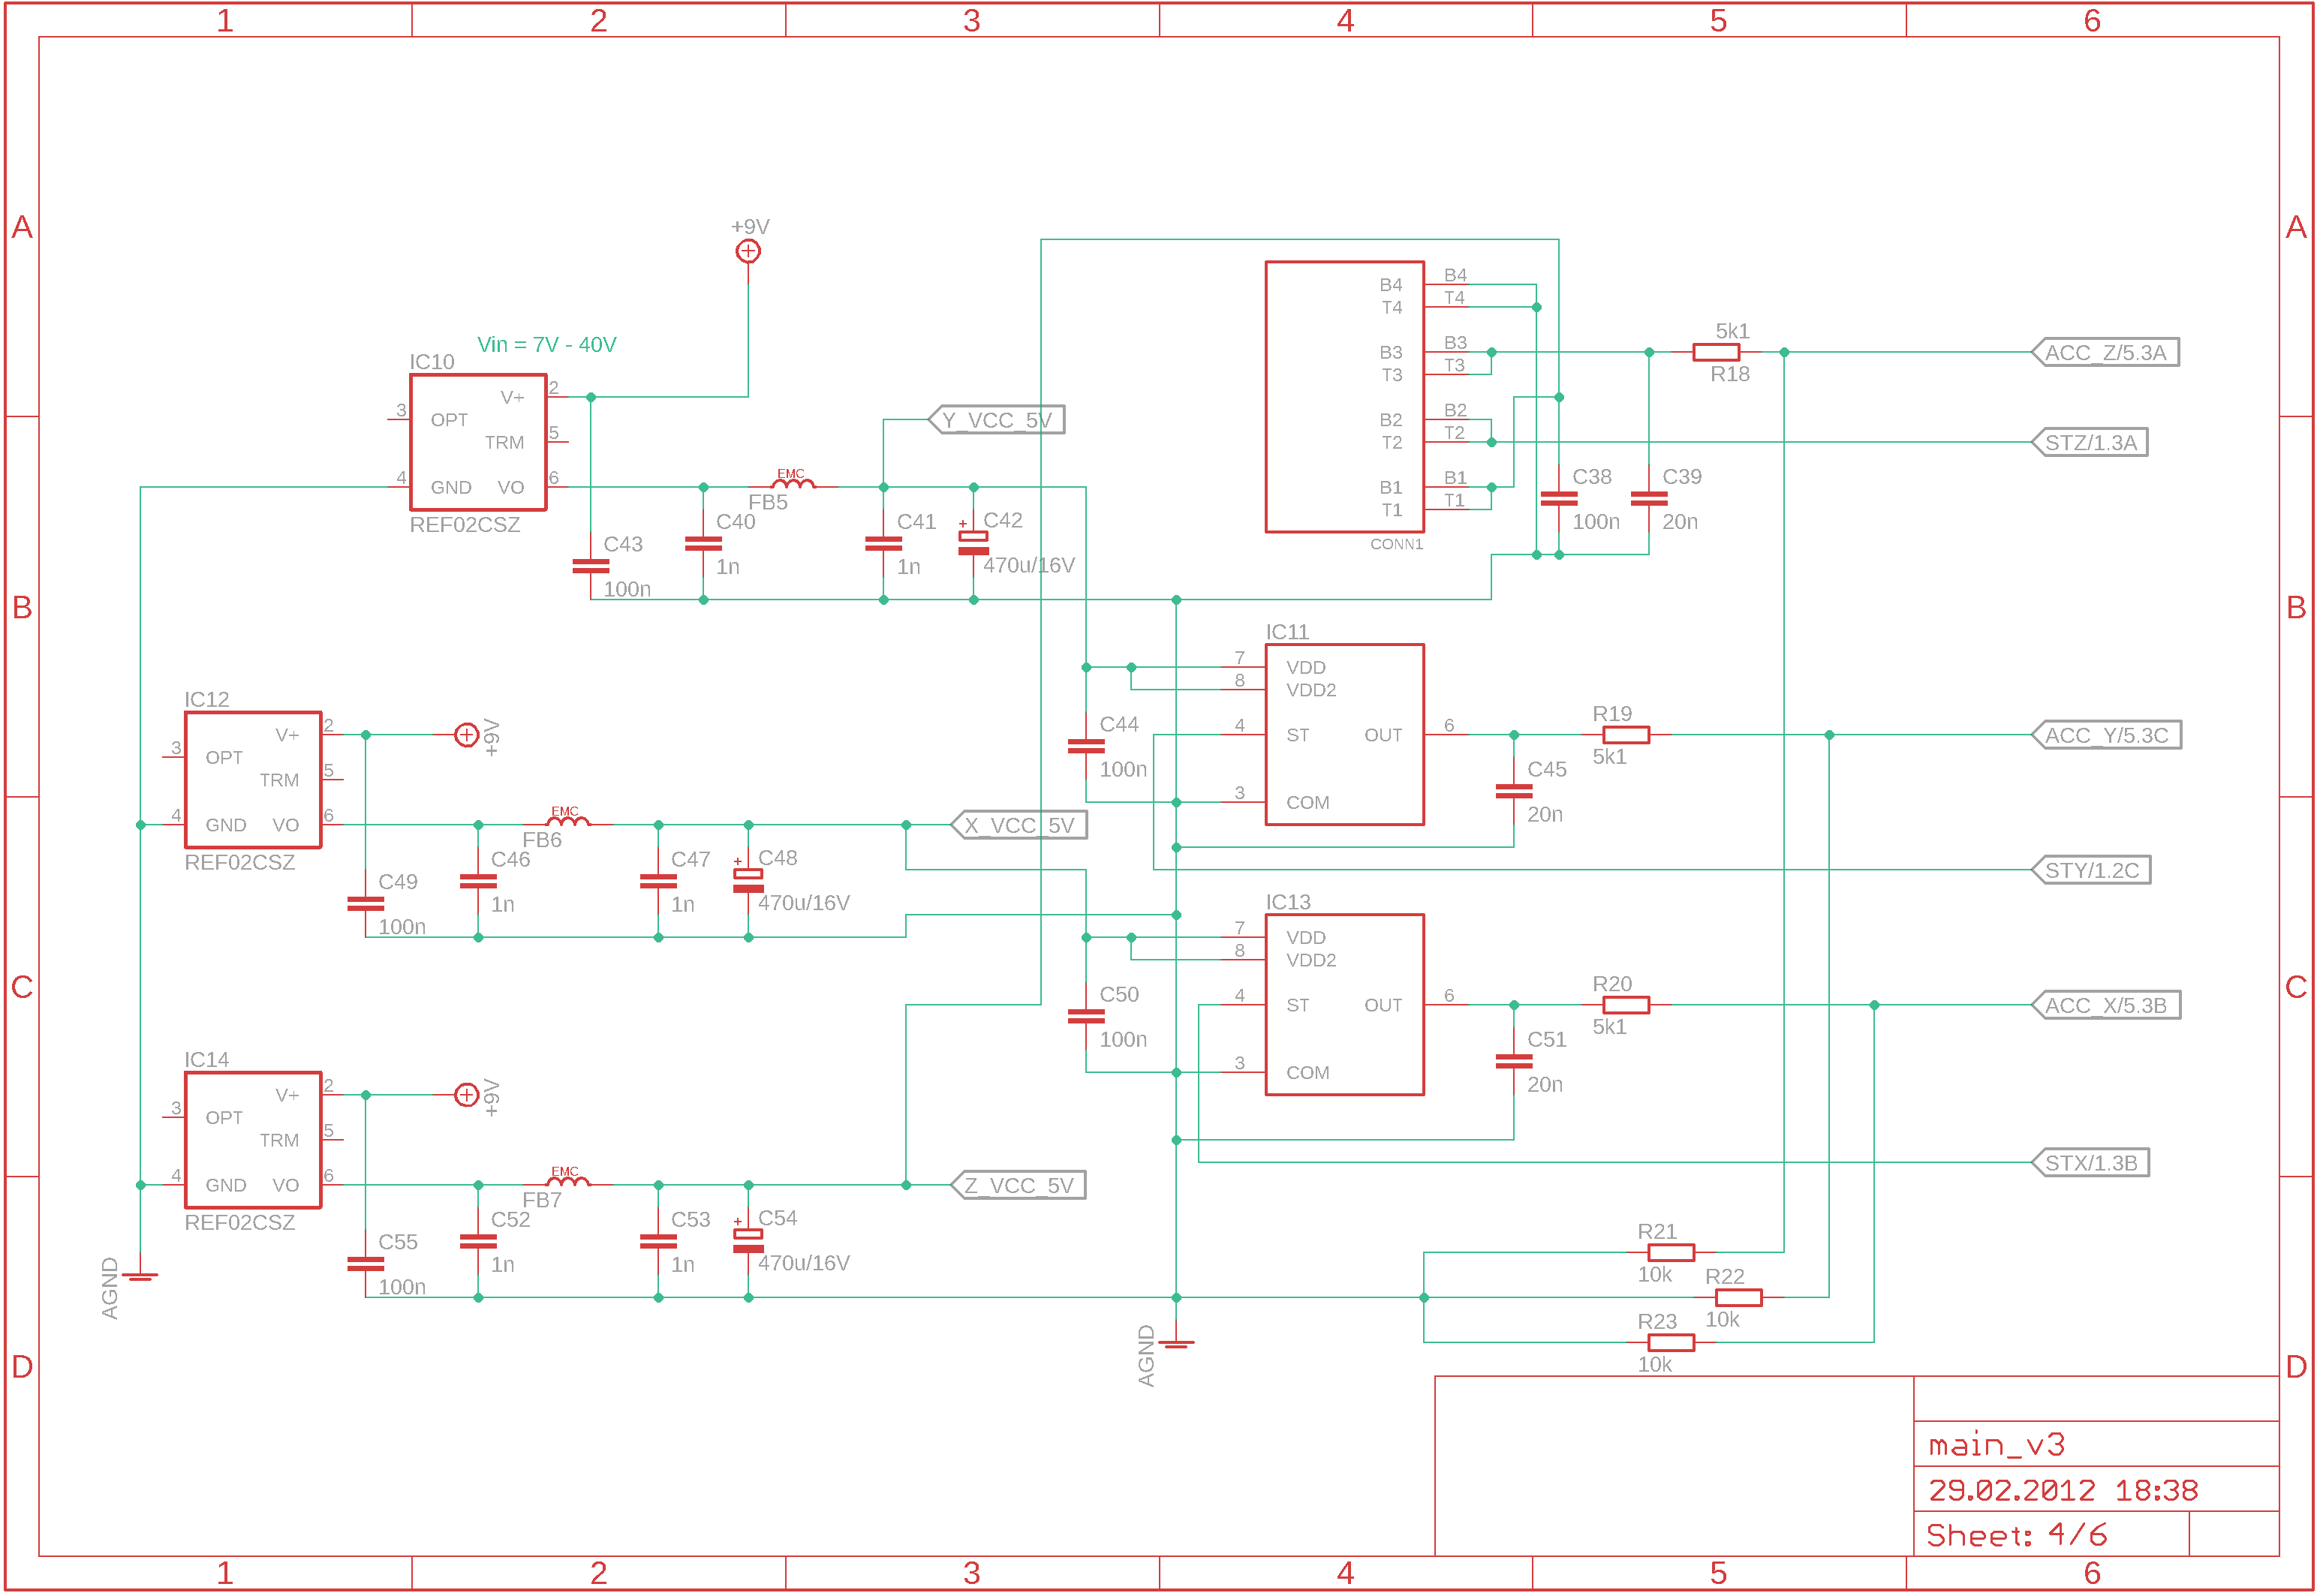 1 2 3 4 5 6
A A
+9V
Vin = 7V - 40V
IC10
V+ 2
3 OPT
TRM 5
4 GND VO 6
REF02CSZ
C43
100n
C40
1n
EMC
FB5
Y_VCC_5V
C41
1n
+ C42
470u/16V
B4 B4
T4 T4
B3 B3
T3 T3
B2 B2
T2 T2
B1 B1
T1 T1
CONN1
C38
100n
C39
20n
5k1
R18
ACC_Z/5.3A
STZ/1.3A
B B
IC11
7 VDD
8 VDD2
4 ST OUT 6
3 COM
C44
100n
R19
5k1
C45
20n
ACC_Y/5.3C
STY/1.2C
IC12
V+ 2
3 OPT
TRM 5
4 GND VO 6
REF02CSZ
+9V
C49
100n
C46
1n
EMC
FB6
C47
1n
+ C48
470u/16V
X_VCC_5V
C C
IC13
7 VDD
8 VDD2
4 ST OUT 6
3 COM
C50
100n
R20
5k1
C51
20n
ACC_X/5.3B
STX/1.3B
IC14
V+ 2
3 OPT
TRM 5
4 GND VO 6
REF02CSZ
+9V
C55
100n
C52
1n
EMC
FB7
C53
1n
+ C54
470u/16V
Z_VCC_5V
AGND
AGND
R21
10k
R22
10k
R23
10k
D D
main_v3
29.02.2012 18:38
Sheet: 4/6
1 2 3 4 5 6